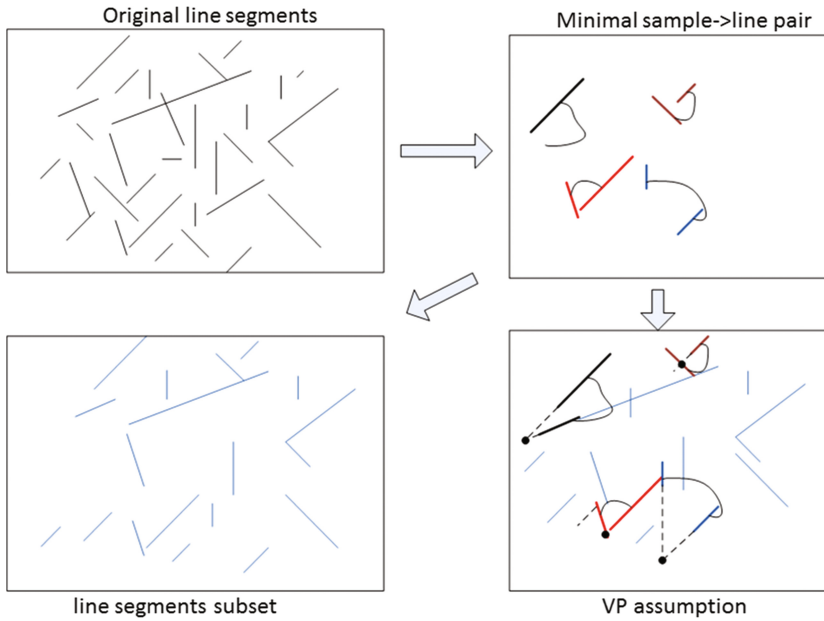 Original line segments
Minimal sample->line pair
line segments subset
VP assumption